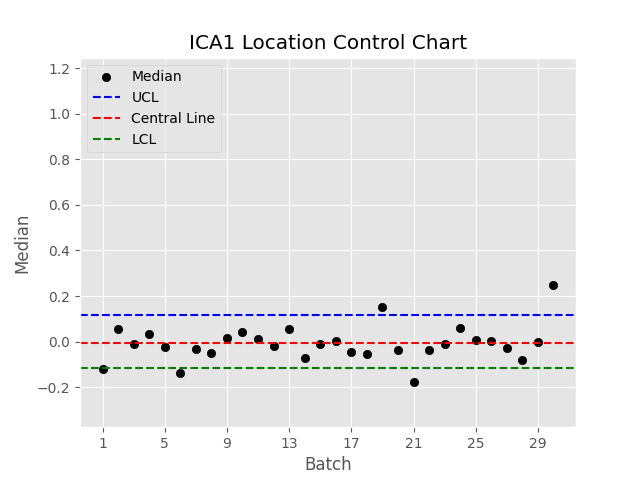 ICA1 Location Control Chart
Median
UCL
Central Line
LCL
1.2
1.0
0.8
0.6
0.4
0.2
0.0
−0.2
Median
1 5 9 13 17 21 25 29
Batch